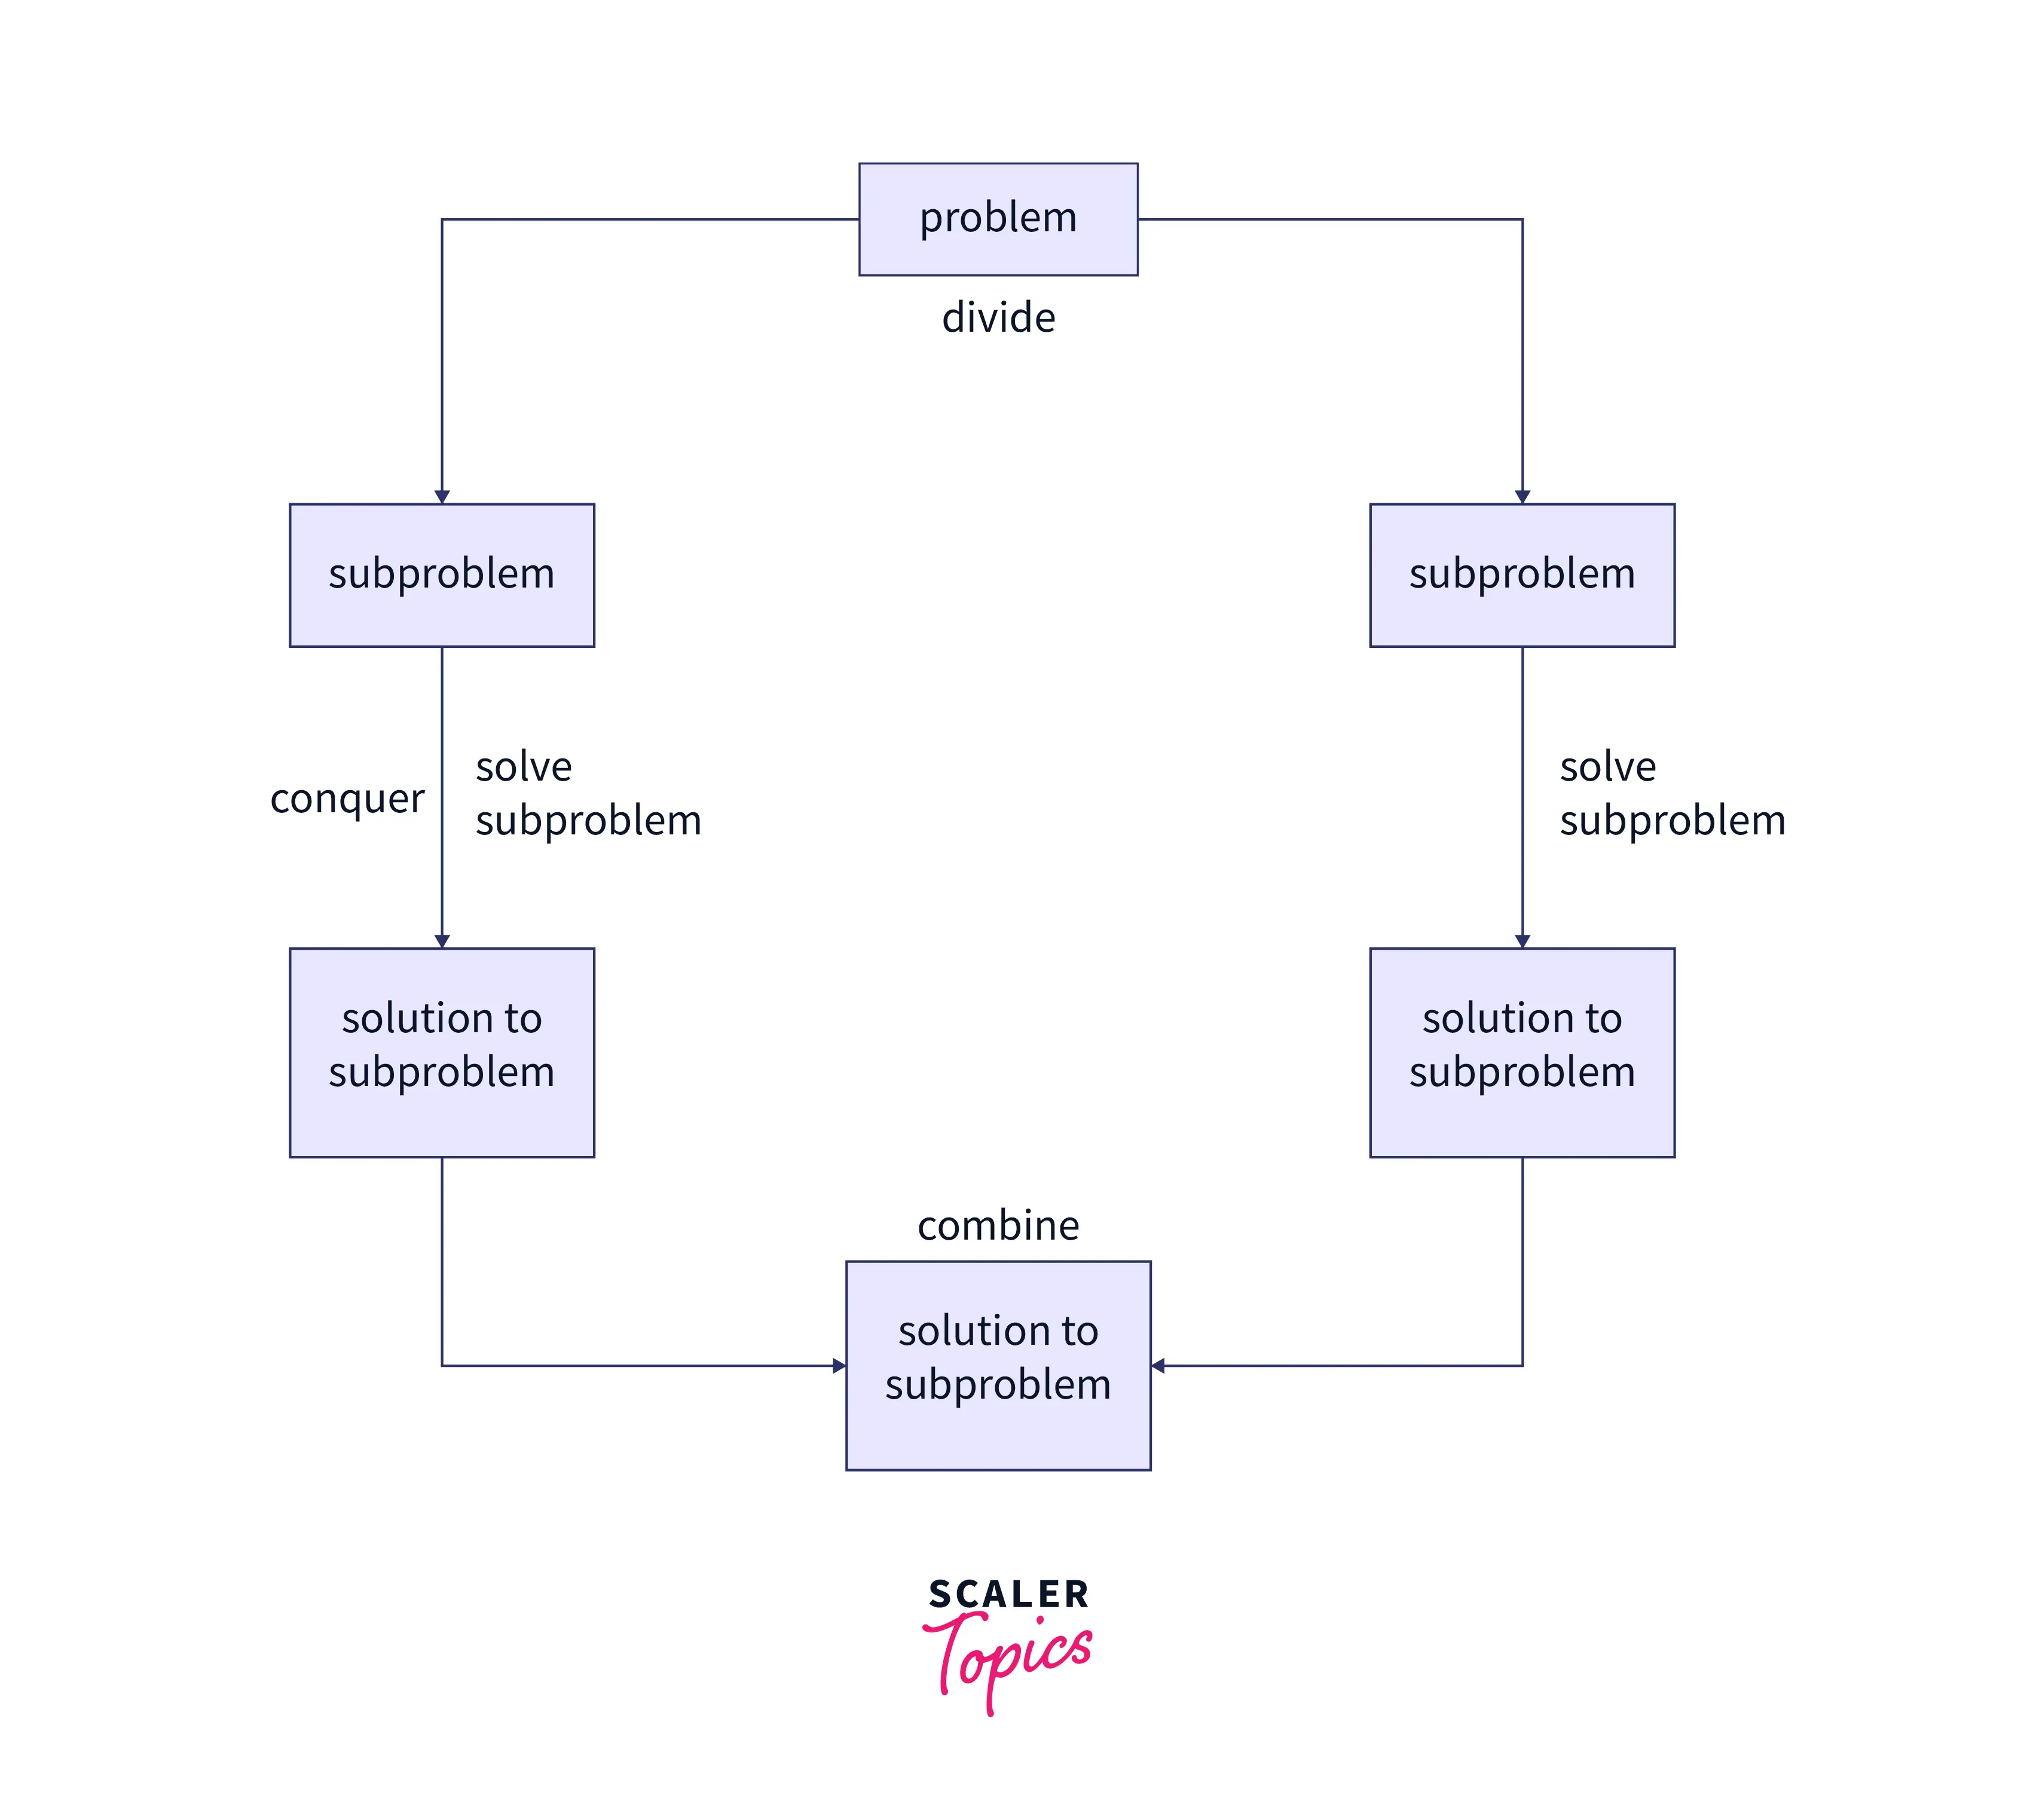 problem
divide
subproblem
subproblem
conquer
solve
subproblem
solve
subproblem
solution to
subproblem
solution to
subproblem
combine
solution to
subproblem
SCALER
Topics